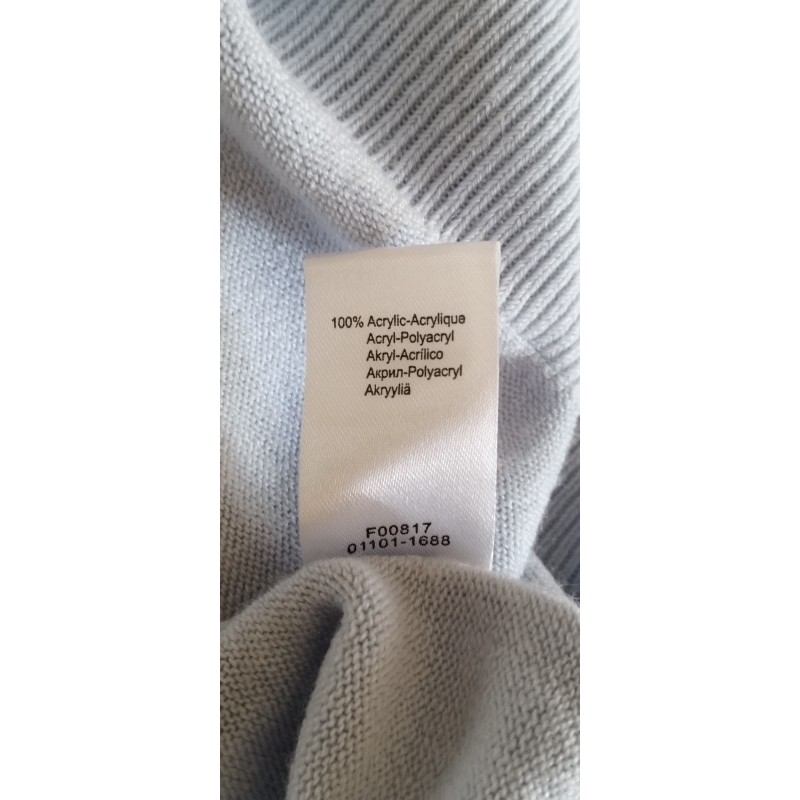 100% Acrylic-Acrylique
Acryl-Polyacryl
Akryl-Acrílico
Акрил-Polyacryl
Akryyliä
F00817
01101-1688